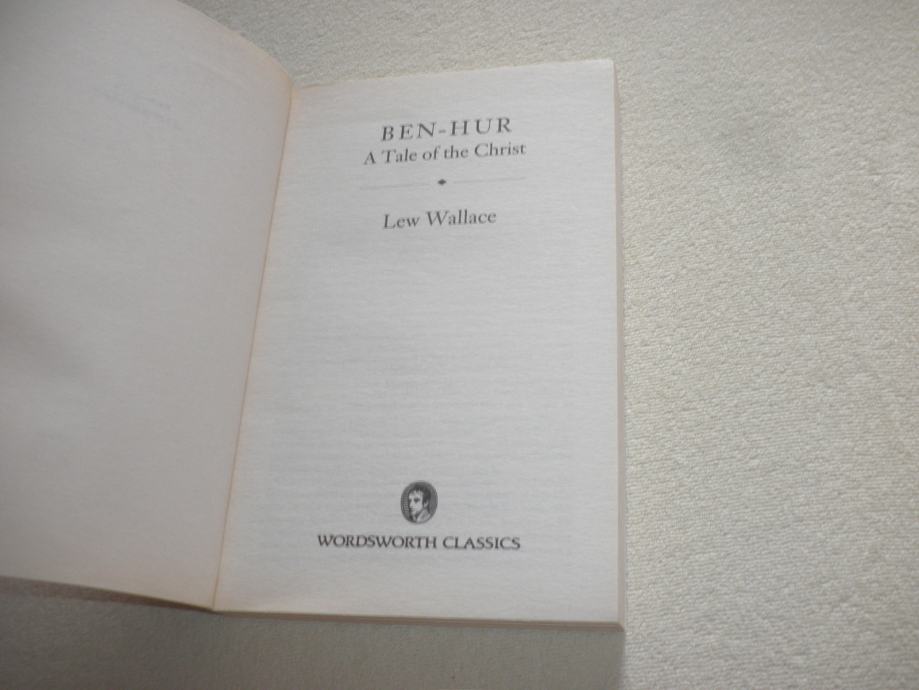 BEN-HUR
A Tale of the Christ
Lew Wallace
WORDSWORTH CLASSICS